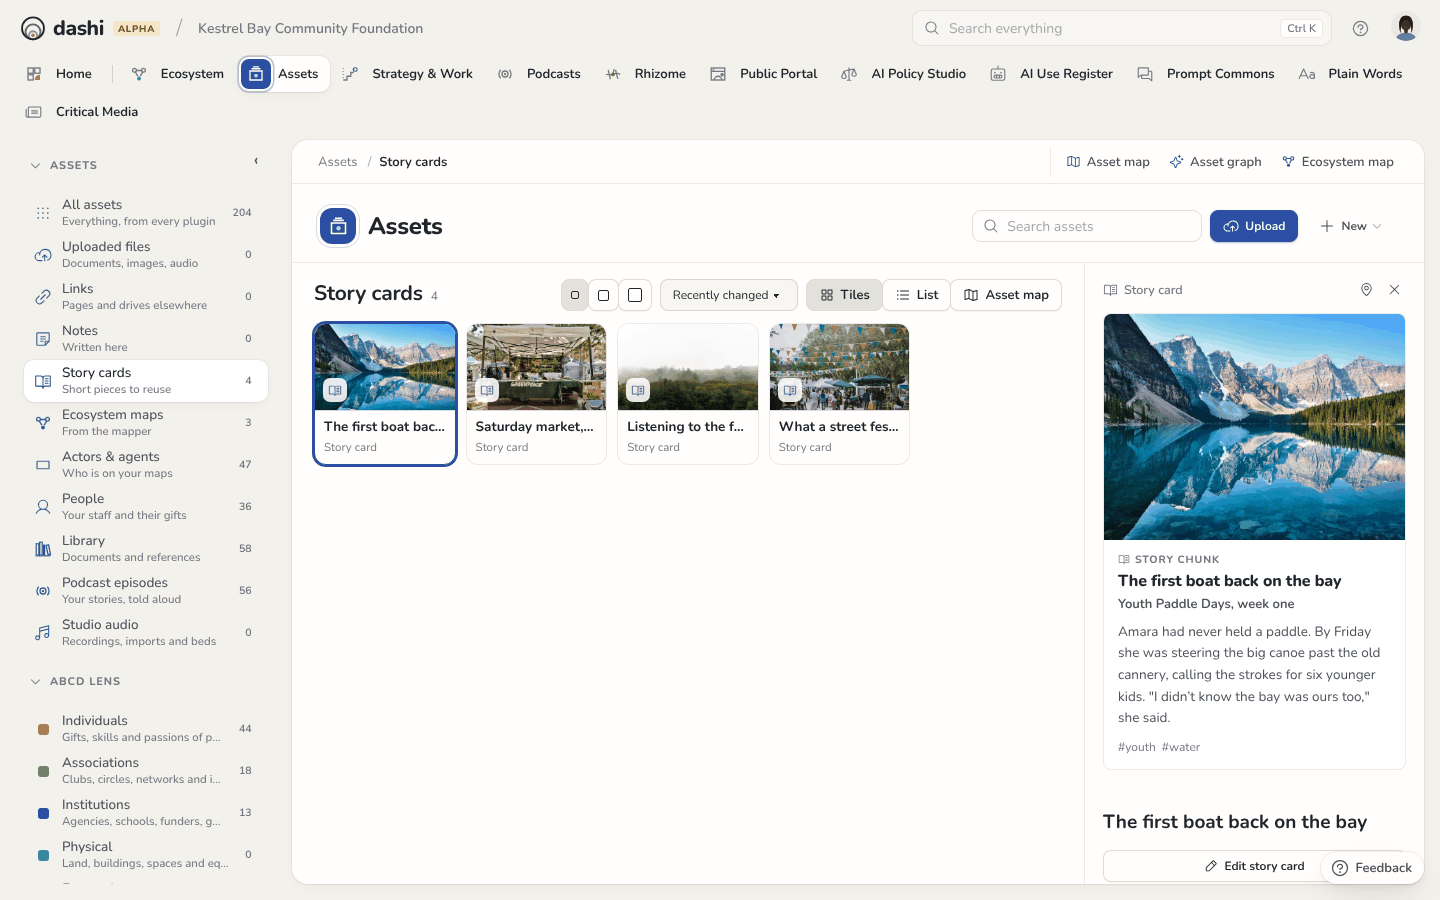 dashi ALPHA / Kestrel Bay Community Foundation
Search everything Ctrl K
Home
Ecosystem
Assets
Strategy & Work
Podcasts
Rhizome
Public Portal
AI Policy Studio
AI Use Register
Prompt Commons
Aa Plain Words
Critical Media
ASSETS
All assets
Everything, from every plugin
204
Uploaded files
Documents, images, audio
0
Links
Pages and drives elsewhere
0
Notes
Written here
0
Story cards
Short pieces to reuse
4
Ecosystem maps
From the mapper
3
Actors & agents
Who is on your maps
47
People
Your staff and their gifts
36
Library
Documents and references
58
Podcast episodes
Your stories, told aloud
56
Studio audio
Recordings, imports and beds
0
ABCD LENS
Individuals
Gifts, skills and passions of p...
44
Associations
Clubs, circles, networks and i...
18
Institutions
Agencies, schools, funders, g...
13
Physical
Land, buildings, spaces and eq...
0
Assets / Story cards
Asset map
Asset graph
Ecosystem map
Assets
Search assets
Upload
New
Story cards 4
Recently changed
Tiles
List
Asset map
The first boat bac...
Story card
GREENPEACE
Saturday market,...
Story card
Listening to the f...
Story card
What a street fes...
Story card
Story card
STORY CHUNK
The first boat back on the bay
Youth Paddle Days, week one
Amara had never held a paddle. By Friday
she was steering the big canoe past the old
cannery, calling the strokes for six younger
kids. "I didn't know the bay was ours too,"
she said.
#youth #water
The first boat back on the bay
Edit story card
Feedback